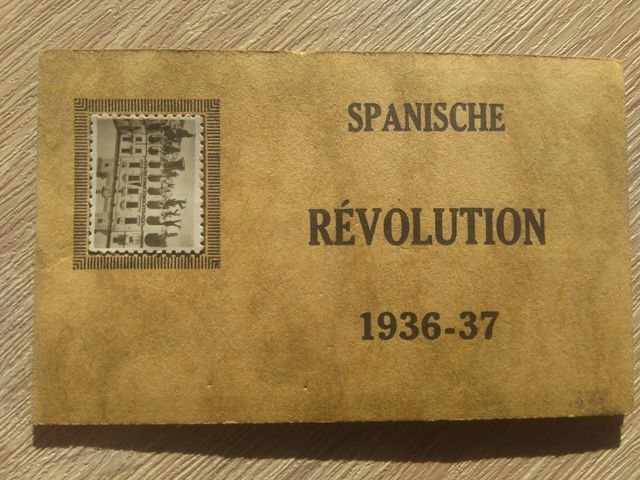 SPANISCHE
RÉVOLUTION
1936-37